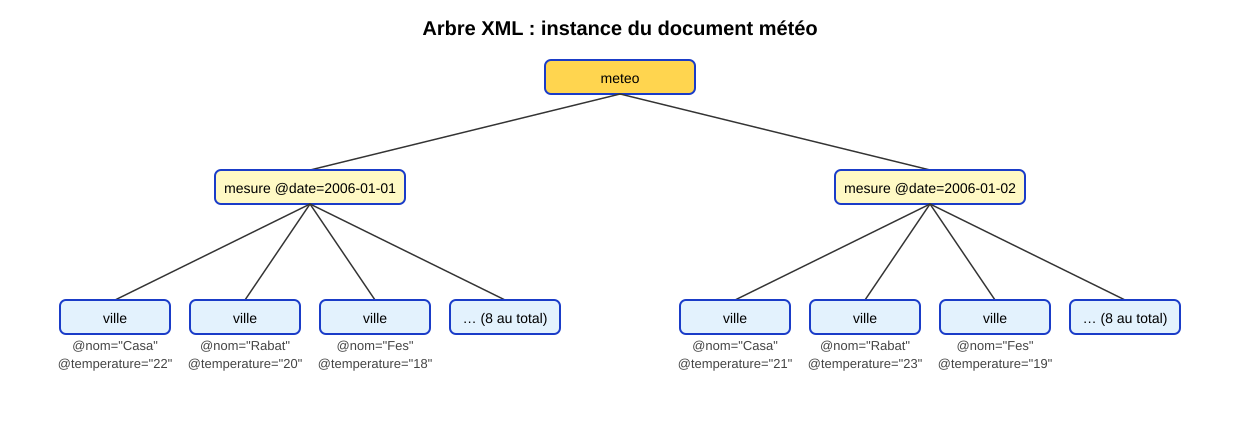 Arbre XML : instance du document météo
meteo
mesure @date=2006-01-01
mesure @date=2006-01-02
ville
ville
ville
… (8 au total)
ville
ville
ville
… (8 au total)
@nom="Casa"
@nom="Rabat"
@nom="Fes"
@nom="Casa"
@nom="Rabat"
@nom="Fes"
@temperature="22"
@temperature="20"
@temperature="18"
@temperature="21"
@temperature="23"
@temperature="19"